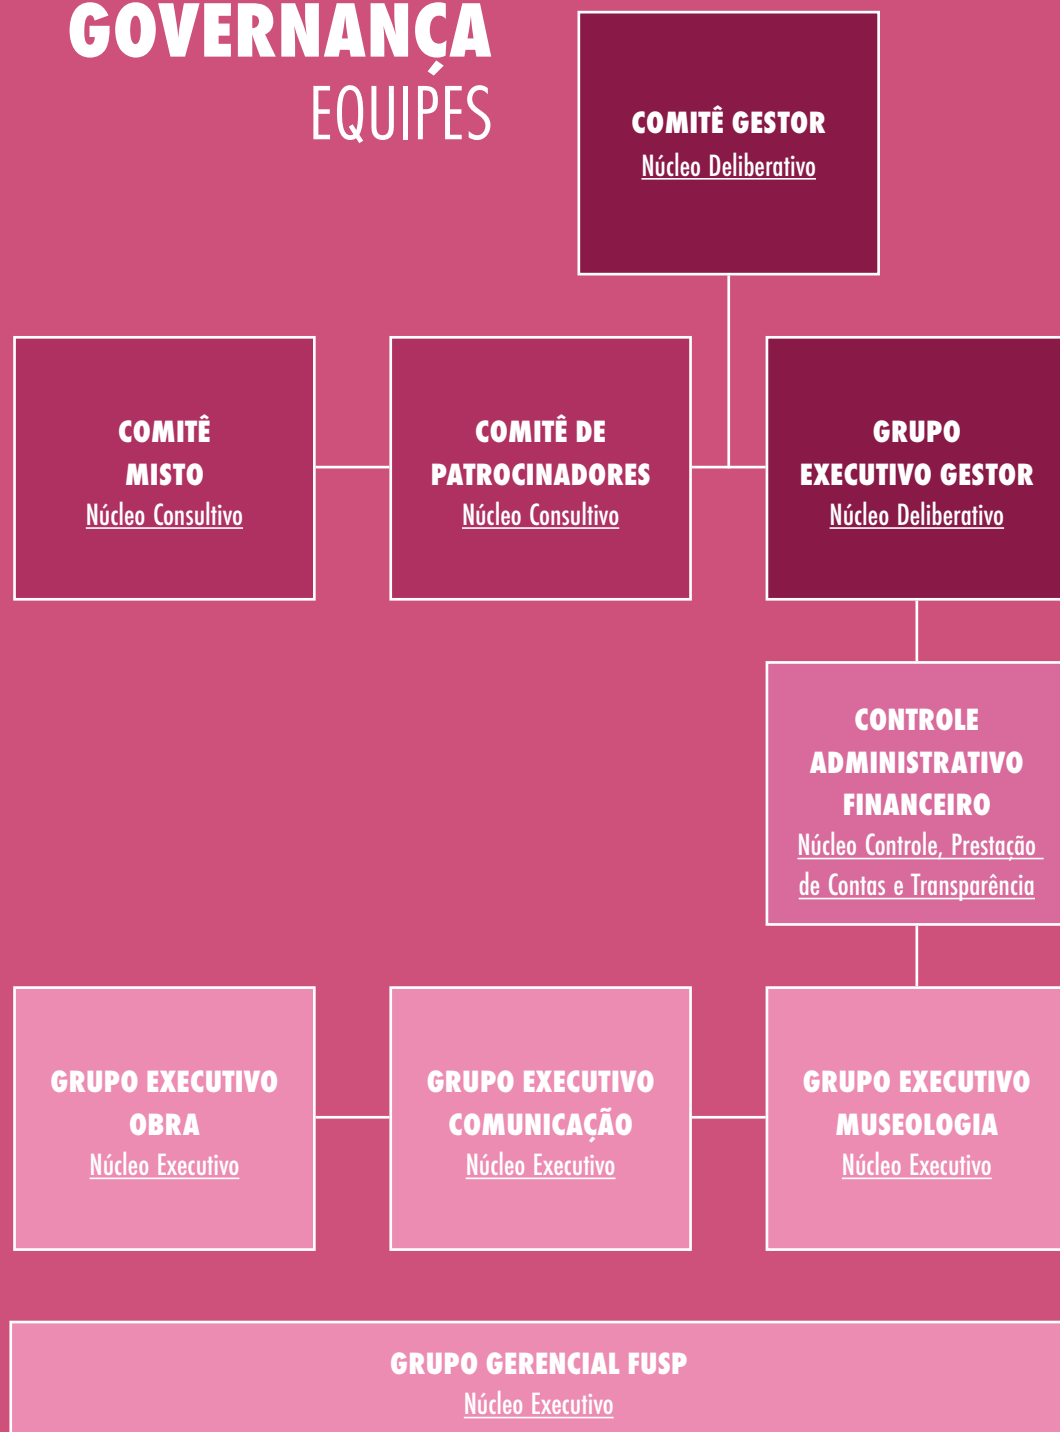 GOVERNANÇA
EQUIPES
COMITÊ GESTOR
Núcleo Deliberativo
COMITÊ
MISTO
Núcleo Consultivo
COMITÊ DE
PATROCINADORES
Núcleo Consultivo
GRUPO
EXECUTIVO GESTOR
Núcleo Deliberativo
CONTROLE
ADMINISTRATIVO
FINANCEIRO
Núcleo Controle, Prestação
de Contas e Transparência
GRUPO EXECUTIVO
OBRA
Núcleo Executivo
GRUPO EXECUTIVO
COMUNICAÇÃO
Núcleo Executivo
GRUPO EXECUTIVO
MUSEOLOGIA
Núcleo Executivo
GRUPO GERENCIAL FUSP
Núcleo Executivo